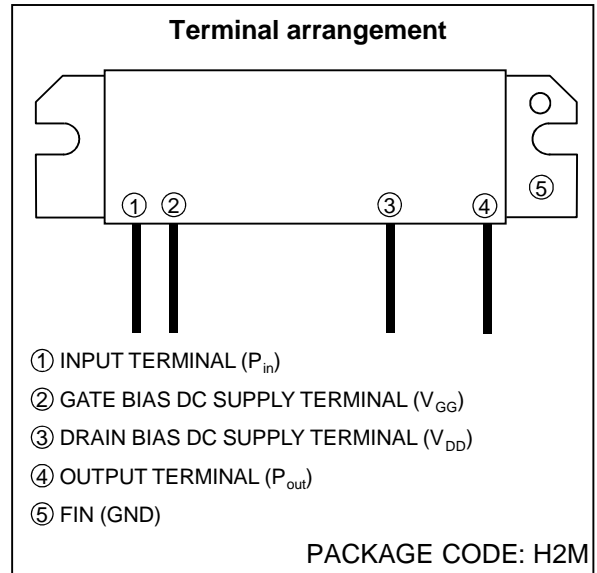 Terminal arrangement
⑤
① ② ③ ④
① INPUT TERMINAL (Pin)
② GATE BIAS DC SUPPLY TERMINAL (VGG)
③ DRAIN BIAS DC SUPPLY TERMINAL (VDD)
④ OUTPUT TERMINAL (Pout)
⑤ FIN (GND)
PACKAGE CODE: H2M